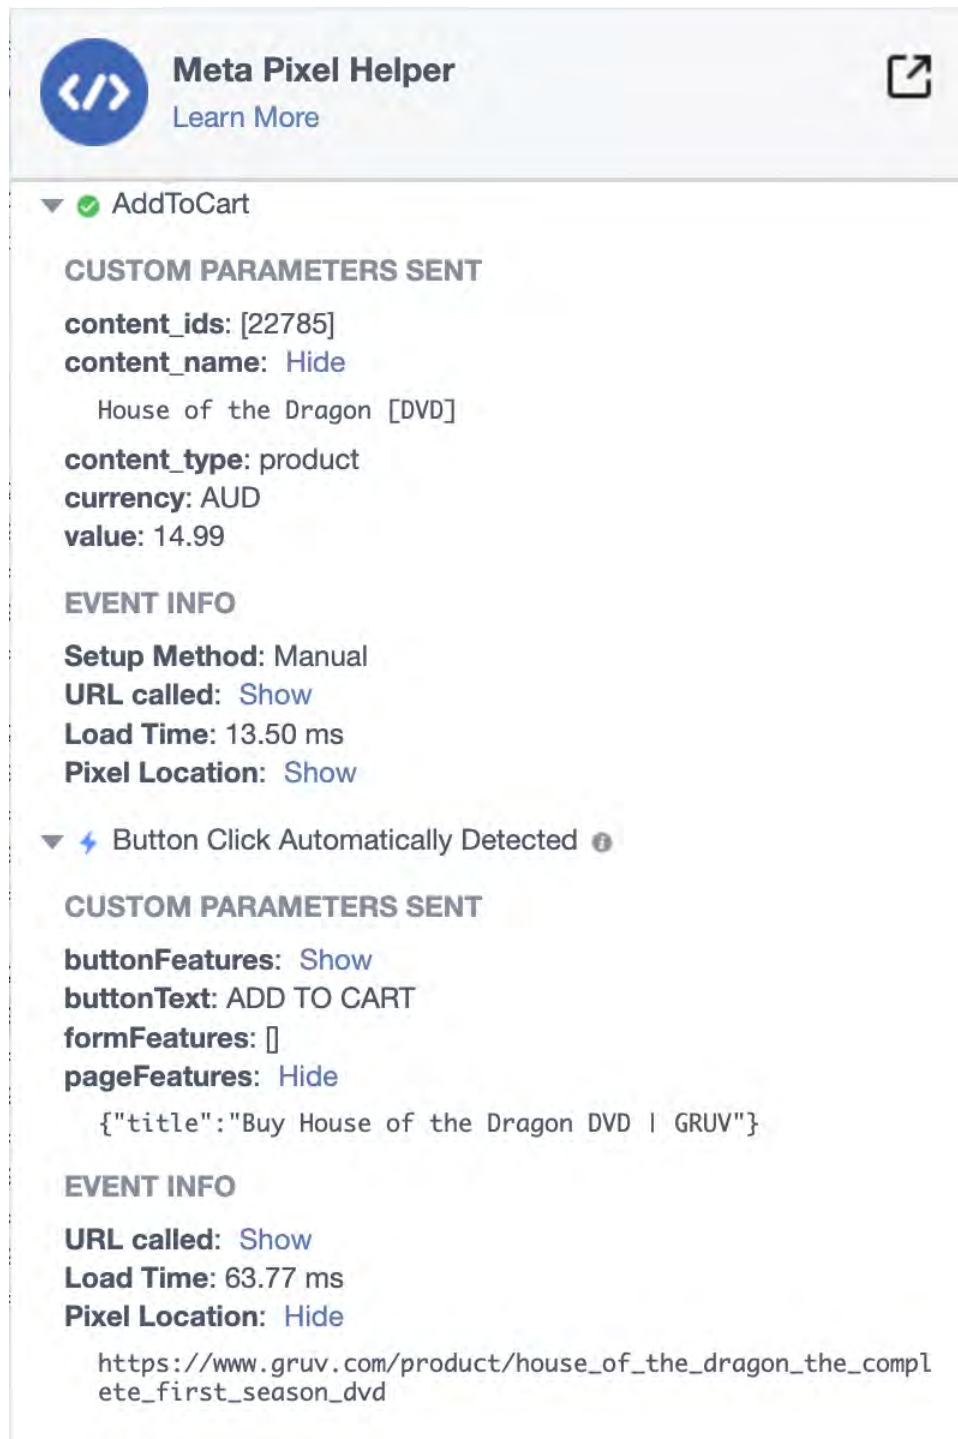 Meta Pixel Helper
Learn More
AddToCart
CUSTOM PARAMETERS SENT
content_ids: [22785]
content_name: Hide
House of the Dragon [DVD]
content_type: product
currency: AUD
value: 14.99
EVENT INFO
Setup Method: Manual
URL called: Show
Load Time: 13.50 ms
Pixel Location: Show
Button Click Automatically Detected
CUSTOM PARAMETERS SENT
buttonFeatures: Show
buttonText: ADD TO CART
formFeatures: []
pageFeatures: Hide
{"title":"Buy House of the Dragon DVD | GRUV"}
EVENT INFO
URL called: Show
Load Time: 63.77 ms
Pixel Location: Hide
https://www.gruv.com/product/house_of_the_dragon_the_compl
ete_first_season_dvd